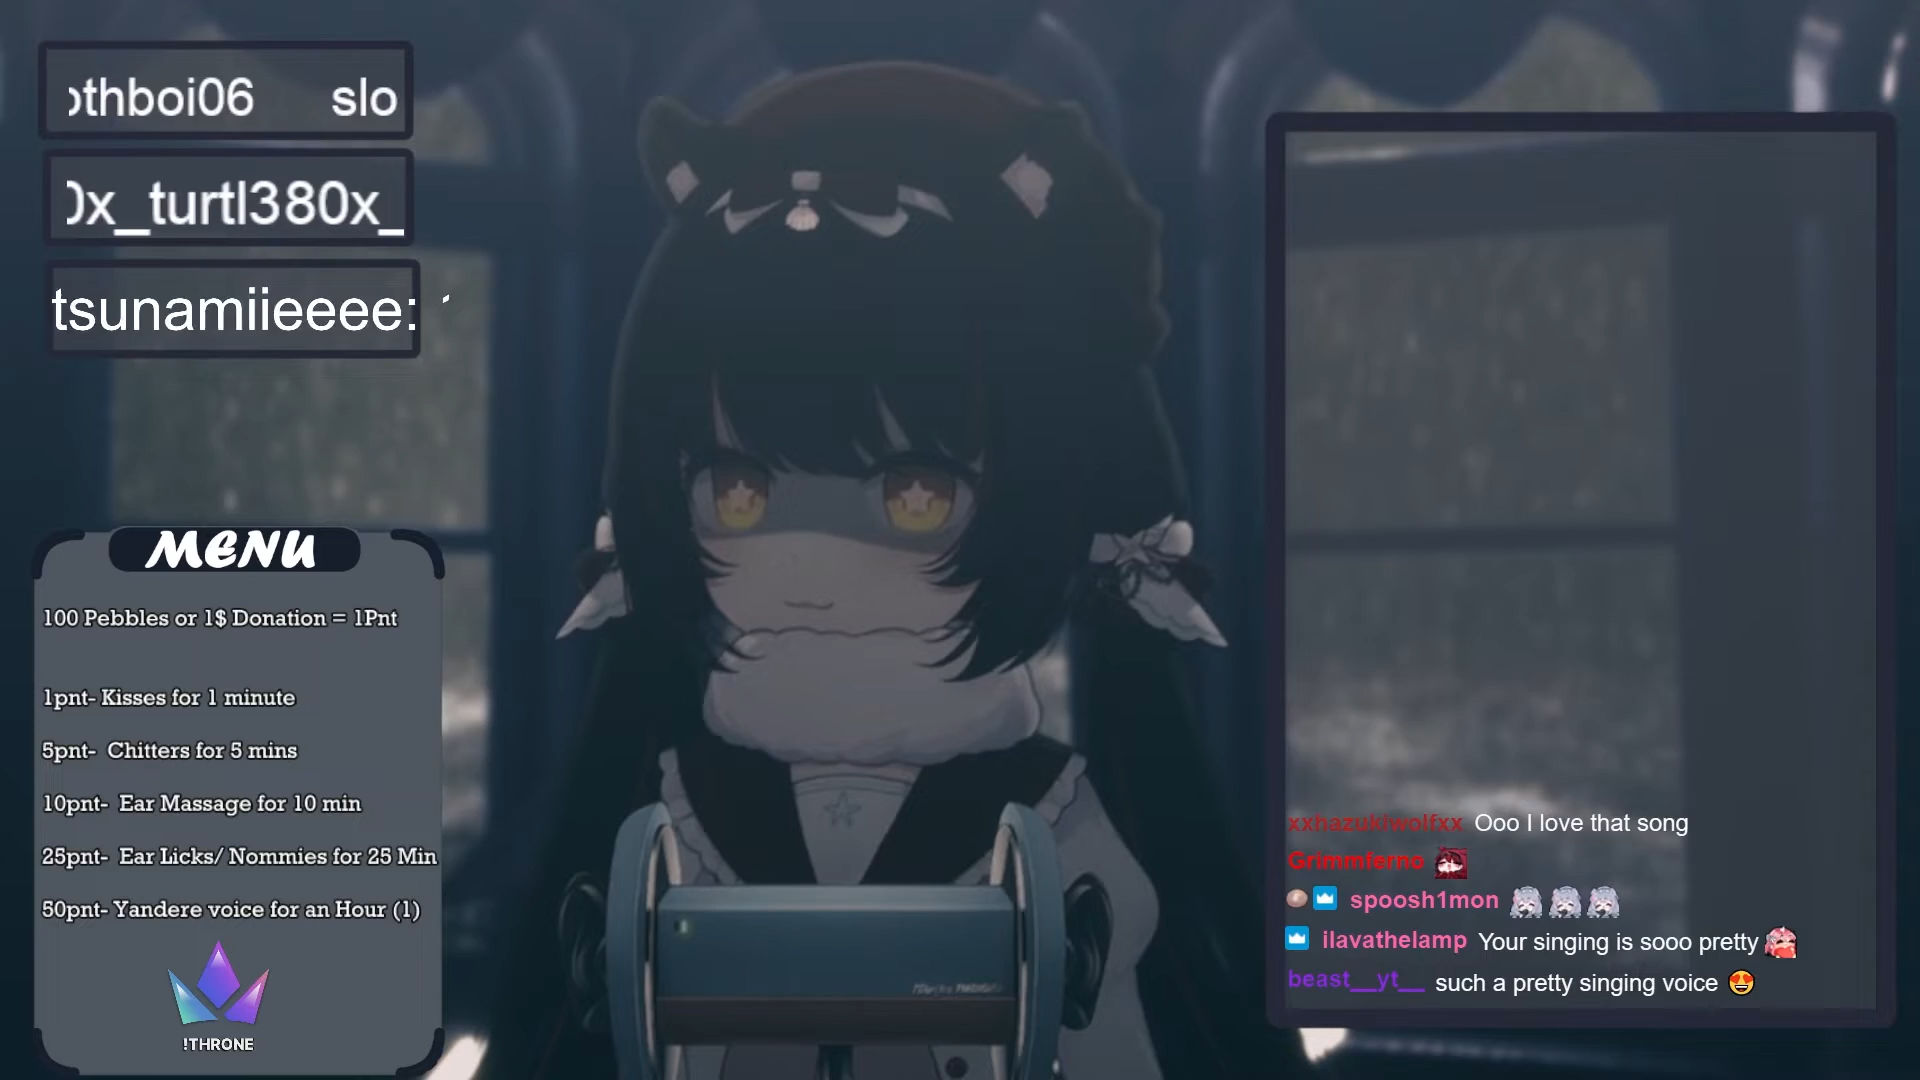 othboi06 slo
0x_turtl380x_
tsunamiieeee:
MENU
100 Pebbles or 1$ Donation = 1Pnt
1pnt- Kisses for 1 minute
5pnt- Chitters for 5 mins
10pnt- Ear Massage for 10 min
25pnt- Ear Licks/ Nommies for 25 Min
50pnt- Yandere voice for an Hour (1)
!THRONE
xxhazukiwolfxx Ooo I love that song
Grimmferno
spoosh1mon
ilavathelamp Your singing is sooo pretty
beast__yt__ such a pretty singing voice 😍